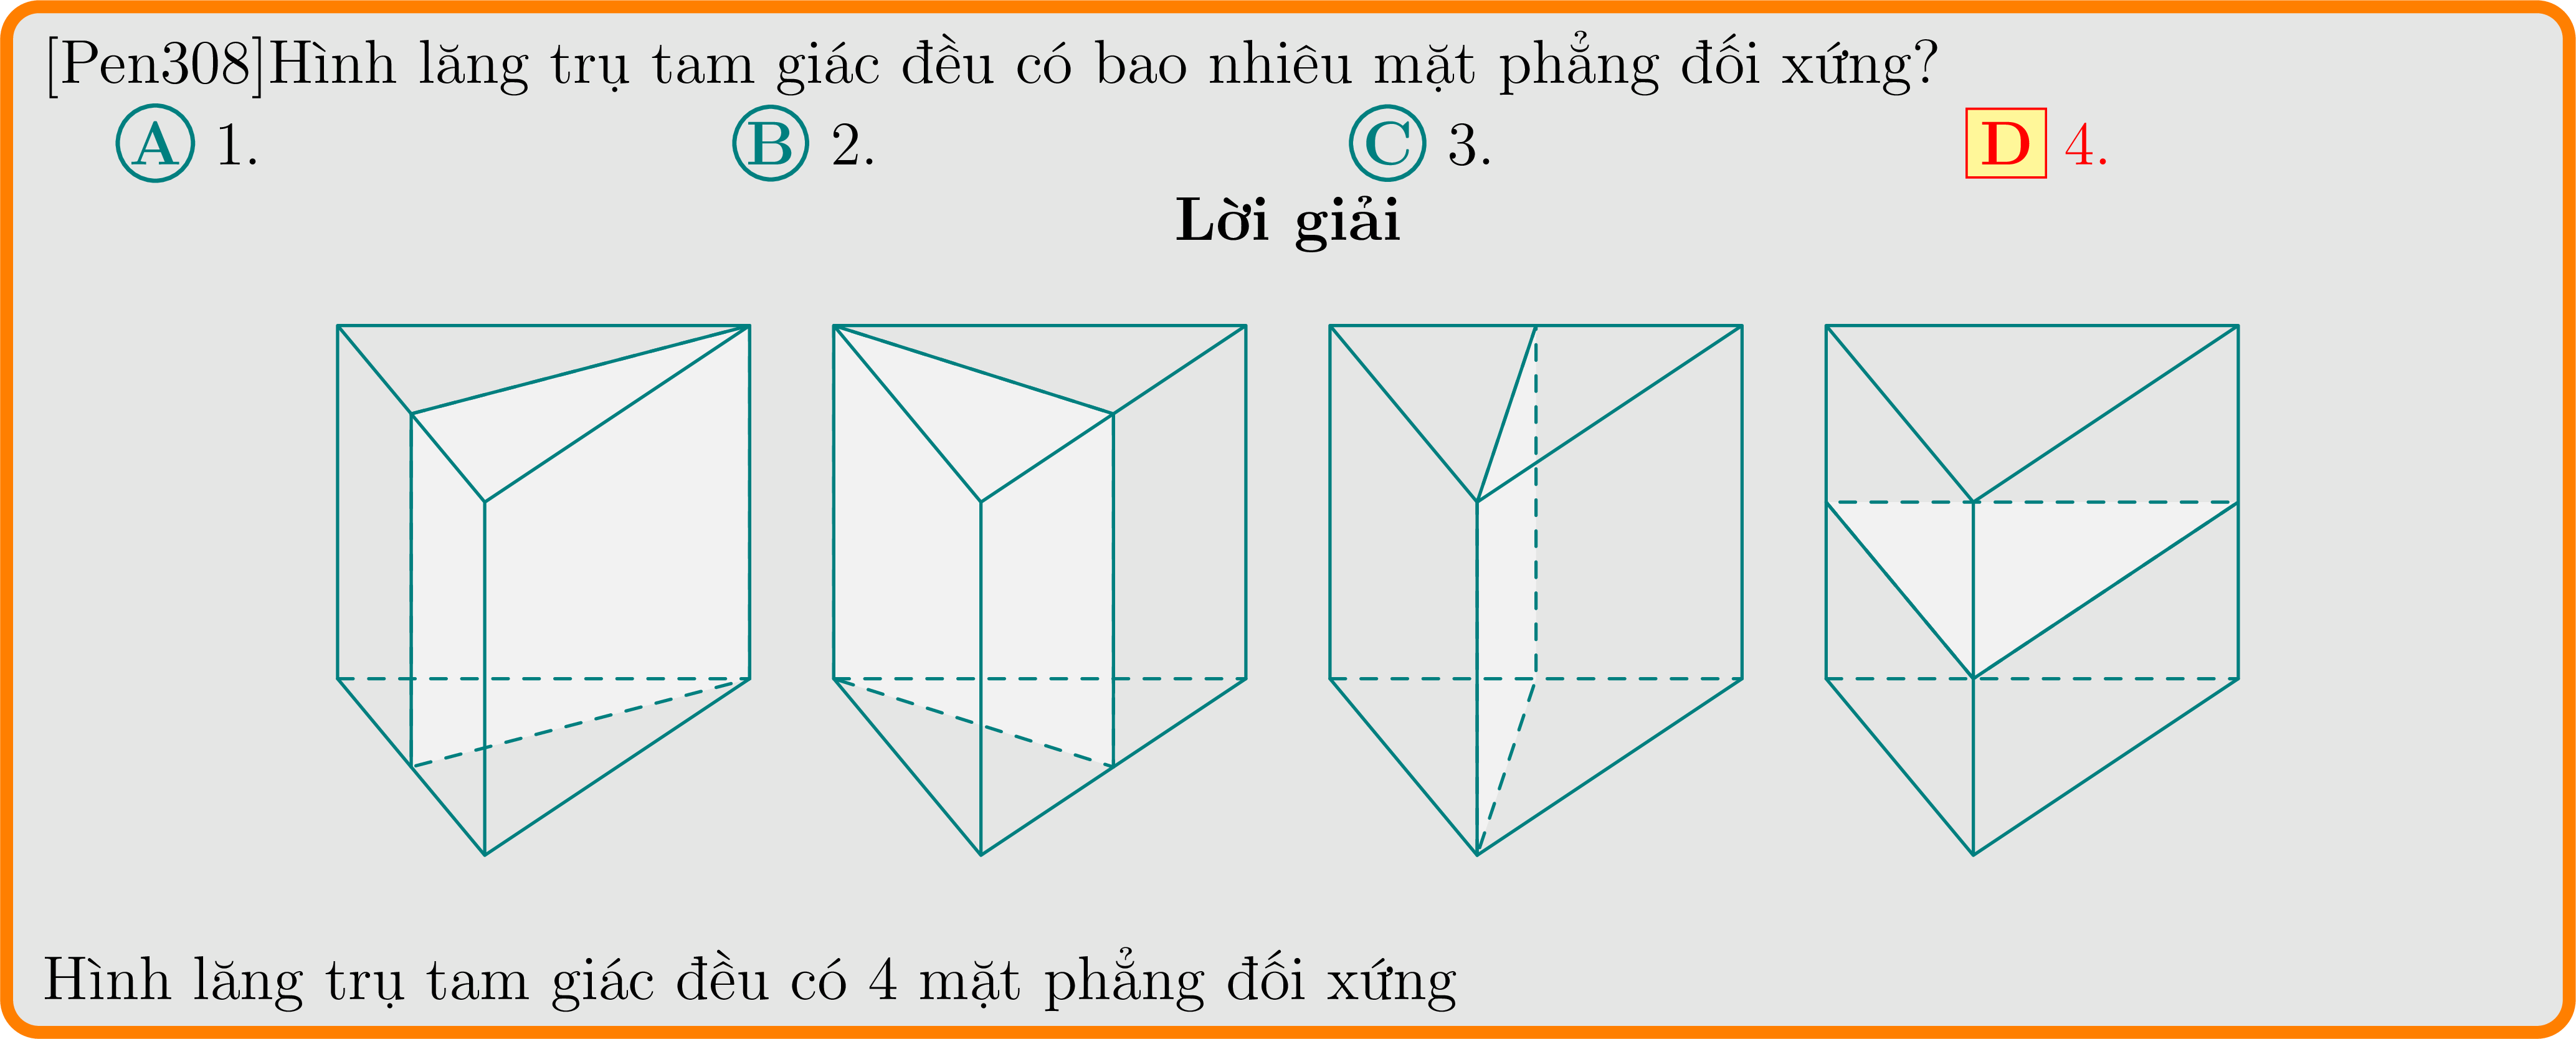 [Pen308]Hình lăng trụ tam giác đều có bao nhiêu mặt phẳng đối xứng?
A 1. B 2. C 3. D 4.
Lời giải
Hình lăng trụ tam giác đều có 4 mặt phẳng đối xứng